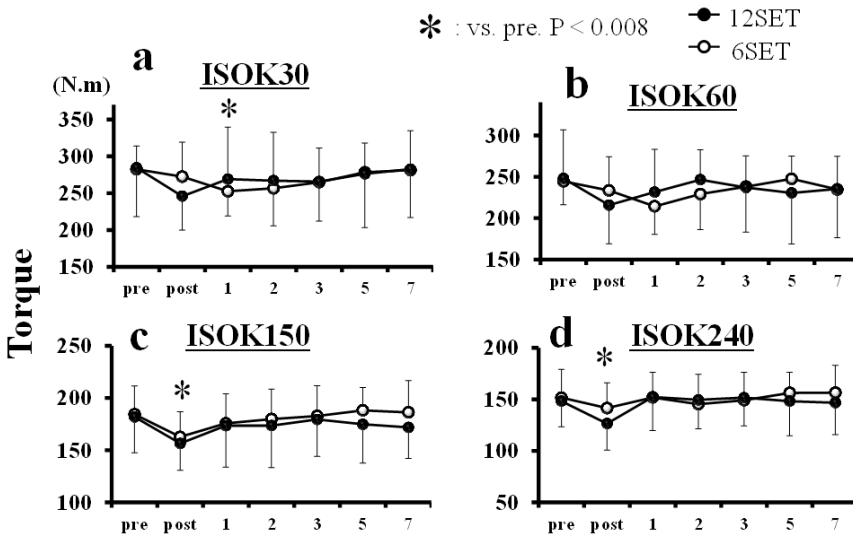 * : vs. pre. P < 0.008
12SET
6SET
Torque
(N.m)
a
ISOK30
*
350
300
250
200
150
pre post 1 2 3 5 7
b
ISOK60
300
250
200
150
pre post 1 2 3 5 7
c
ISOK150
*
250
200
150
100
pre post 1 2 3 5 7
d
ISOK240
*
200
150
100
50
pre post 1 2 3 5 7